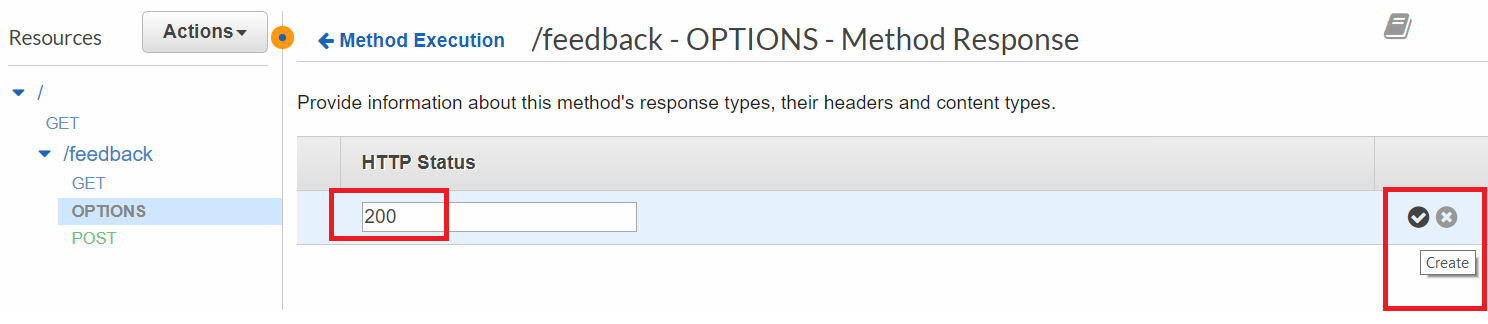 Resources
Actions
Method Execution
/feedback - OPTIONS - Method Response
/
GET
/feedback
GET
OPTIONS
POST
Provide information about this method's response types, their headers and content types.
HTTP Status
200
Create